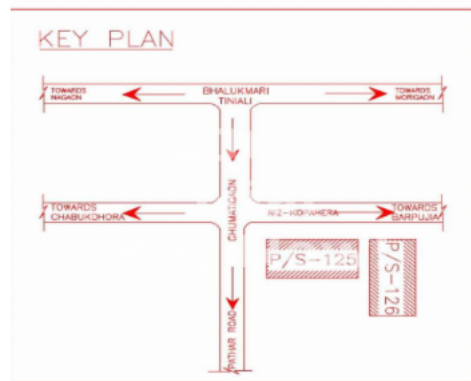 KEY PLAN
TOWARDS
NAGAON
BHALUKMARI
TINIALI
TOWARDS
MORIGAON
TOWARDS
CHABUKDHORA
CHUMATIGAON
NIZ-KOPAHERA
TOWARDS
BARPUJIA
P/S-125
P/S-126
PATHAR ROAD